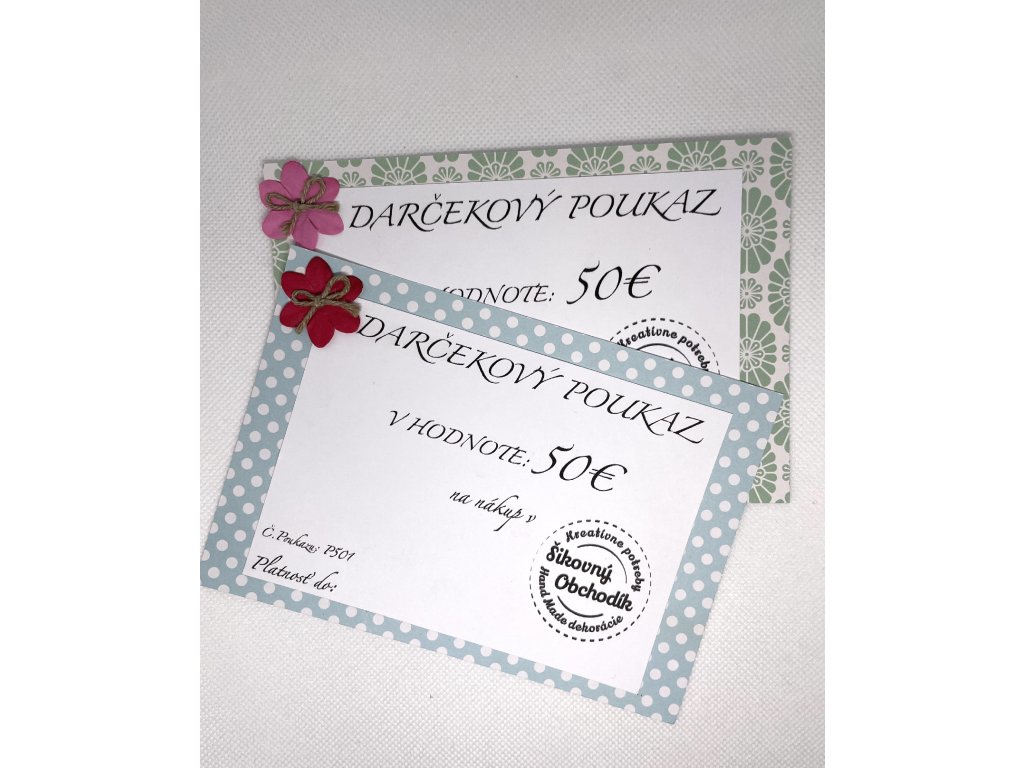 DARČEKOVÝ POUKAZ
HODNOTE: 50€
Kreatívne potreby
DARČEKOVÝ POUKAZ
V HODNOTE: 50€
na nákup v
Č.Poukazu: P501
Platnosť do:
Kreatívne potreby
Šikovný
Obchodík
Hand Made dekorácie